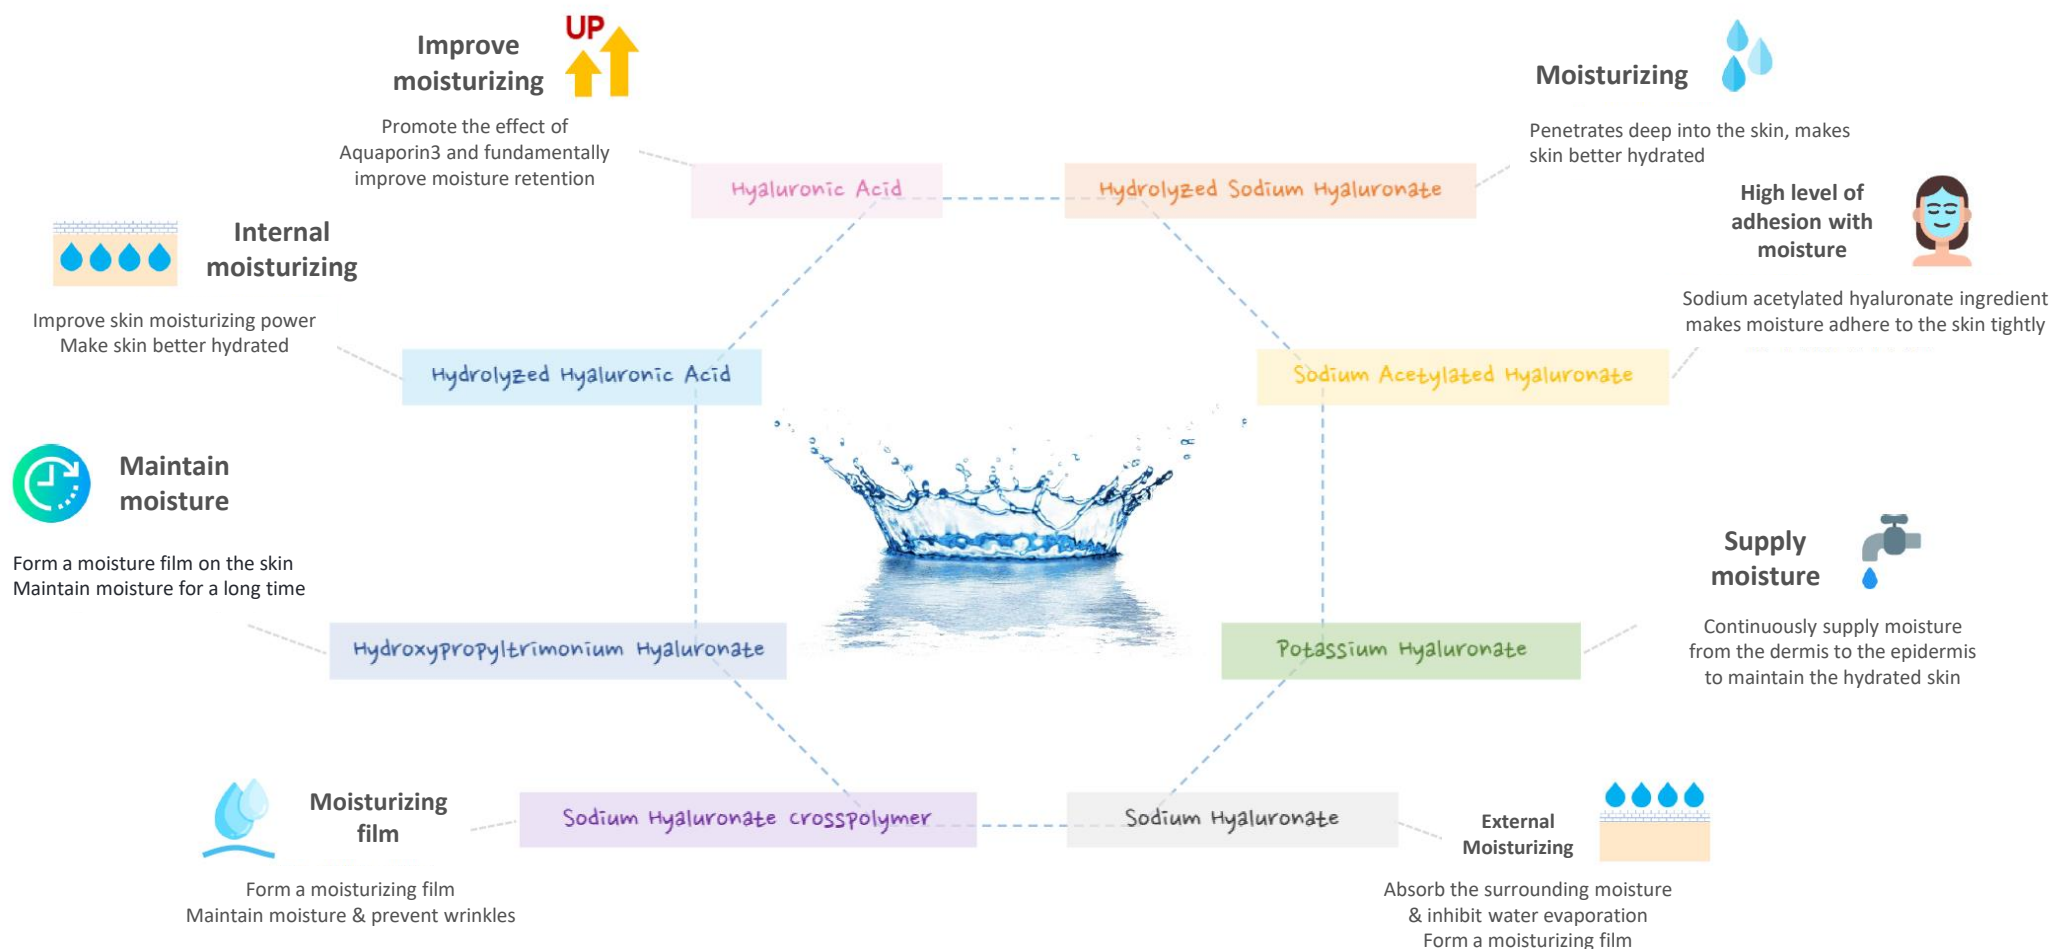 UP
Improve
moisturizing
Promote the effect of
Aquaporin3 and fundamentally
improve moisture retention
Hyaluronic Acid
Hydrolyzed Sodium Hyaluronate
Moisturizing
Penetrates deep into the skin, makes
skin better hydrated
High level of
adhesion with
moisture
Sodium acetylated hyaluronate ingredient
makes moisture adhere to the skin tightly
Internal
moisturizing
Improve skin moisturizing power
Make skin better hydrated
Hydrolyzed Hyaluronic Acid
Sodium Acetylated Hyaluronate
Maintain
moisture
Form a moisture film on the skin
Maintain moisture for a long time
Hydroxypropyltrimonium Hyaluronate
Potassium Hyaluronate
Supply
moisture
Continuously supply moisture
from the dermis to the epidermis
to maintain the hydrated skin
Moisturizing
film
Form a moisturizing film
Maintain moisture & prevent wrinkles
Sodium Hyaluronate crosspolymer
Sodium Hyaluronate
External
Moisturizing
Absorb the surrounding moisture
& inhibit water evaporation
Form a moisturizing film